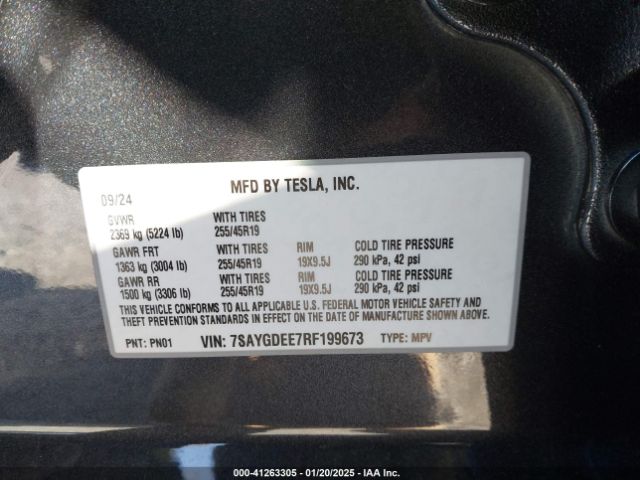 MFD BY TESLA, INC.
09/24
GVWR WITH TIRES
2369 kg (5224 lb) 255/45R19
GAWR FRT WITH TIRES RIM COLD TIRE PRESSURE
1363 kg (3004 lb) 255/45R19 19X9.5J 290 kPa, 42 psi
GAWR RR WITH TIRES RIM COLD TIRE PRESSURE
1500 kg (3306 lb) 255/45R19 19X9.5J 290 kPa, 42 psi
THIS VEHICLE CONFORMS TO ALL APPLICABLE U.S. FEDERAL MOTOR VEHICLE SAFETY AND
THEFT PREVENTION STANDARDS IN EFFECT ON THE DATE OF MANUFACTURE SHOWN ABOVE.
PNT: PN01 VIN: 7SAYGDEE7RF199673 TYPE: MPV
000-41263305 - 01/20/2025 - IAA Inc.